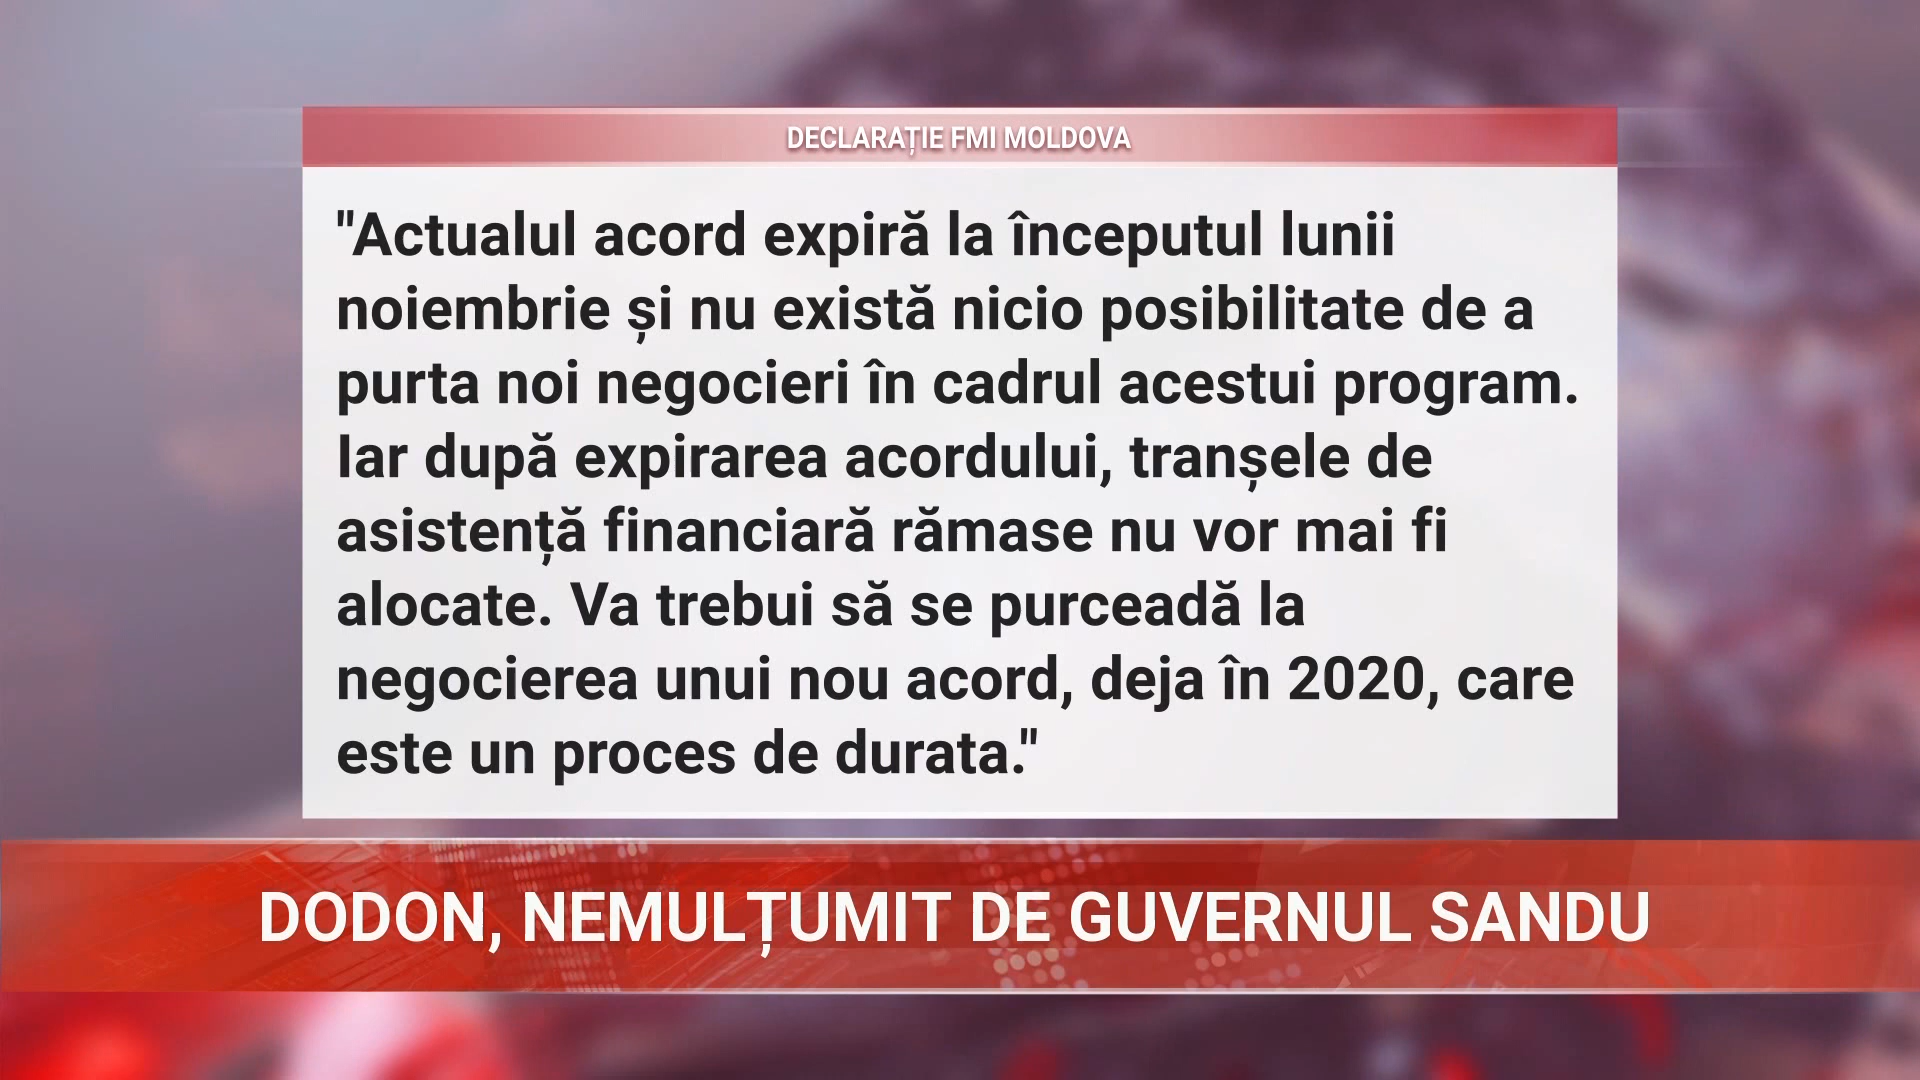 DECLARAȚIE FMI MOLDOVA
"Actualul acord expiră la începutul lunii
noiembrie și nu există nicio posibilitate de a
purta noi negocieri în cadrul acestui program.
Iar după expirarea acordului, tranșele de
asistență financiară rămase nu vor mai fi
alocate. Va trebui să se purceadă la
negocierea unui nou acord, deja în 2020, care
este un proces de durata."
DODON, NEMULȚUMIT DE GUVERNUL SANDU